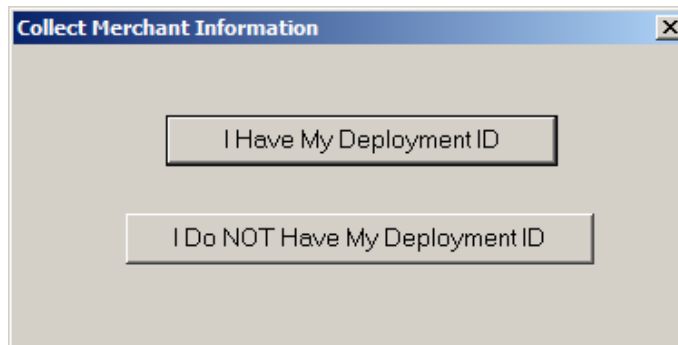 Collect Merchant Information
I Have My Deployment ID
I Do NOT Have My Deployment ID